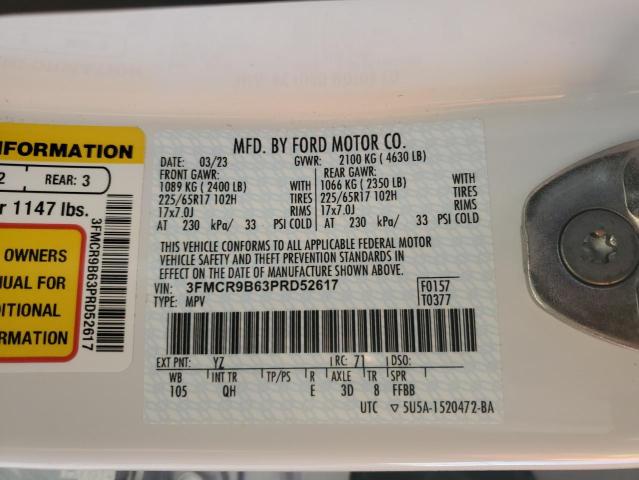 INFORMATION
2
REAR: 3
1147 lbs.
OWNERS
ANUAL FOR
DITIONAL
ORMATION
3FMCR9B63PRD52617
MFD. BY FORD MOTOR CO.
DATE: 03/23 GVWR: 2100 KG ( 4630 LB)
FRONT GAWR: REAR GAWR:
1089 KG ( 2400 LB) WITH 1066 KG ( 2350 LB) WITH
225/65R17 102H TIRES 225/65R17 102H TIRES
17x7.0J RIMS 17x7.0J RIMS
AT 230 kPa/ 33 PSI COLD AT 230 kPa/ 33 PSI COLD
THIS VEHICLE CONFORMS TO ALL APPLICABLE FEDERAL MOTOR
VEHICLE SAFETY AND THEFT PREVENTION STANDARDS IN
EFFECT ON THE DATE OF MANUFACTURE SHOWN ABOVE.
VIN: 3FMCR9B63PRD52617 F0157
TYPE: MPV T0377
EXT PNT: YZ RC: 71 DSO:
WB INT TR TP/PS R AXLE TR SPR
105 QH E 3D 8 FFBB
UTC ▽ 5U5A-1520472-BA